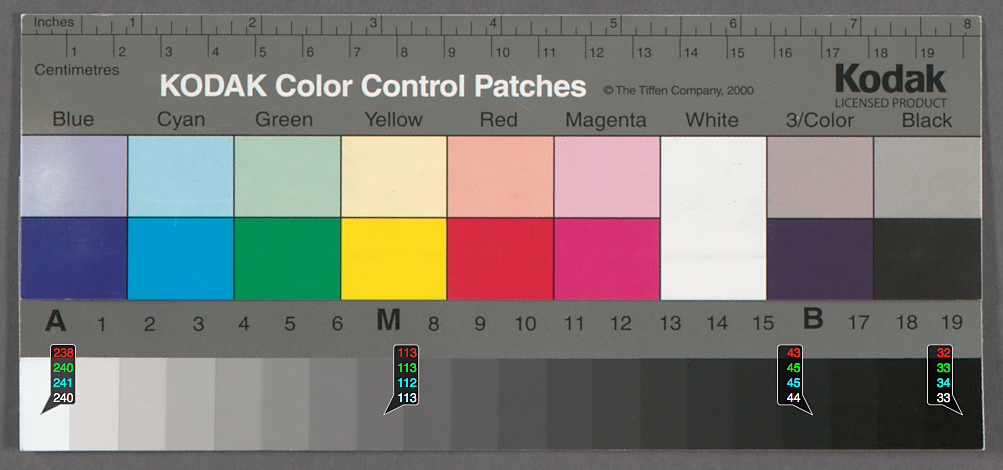 Inches 1 2 3 4 5 6 7 8
1 2 3 4 5 6 7 8 9 10 11 12 13 14 15 16 17 18 19
Centimetres
KODAK Color Control Patches © The Tiffen Company, 2000
Kodak
LICENSED PRODUCT
Blue Cyan Green Yellow Red Magenta White 3/Color Black
A 1 2 3 4 5 6 M 8 9 10 11 12 13 14 15 B 17 18 19
238 113 43 32
240 113 45 33
241 112 45 34
240 113 44 33